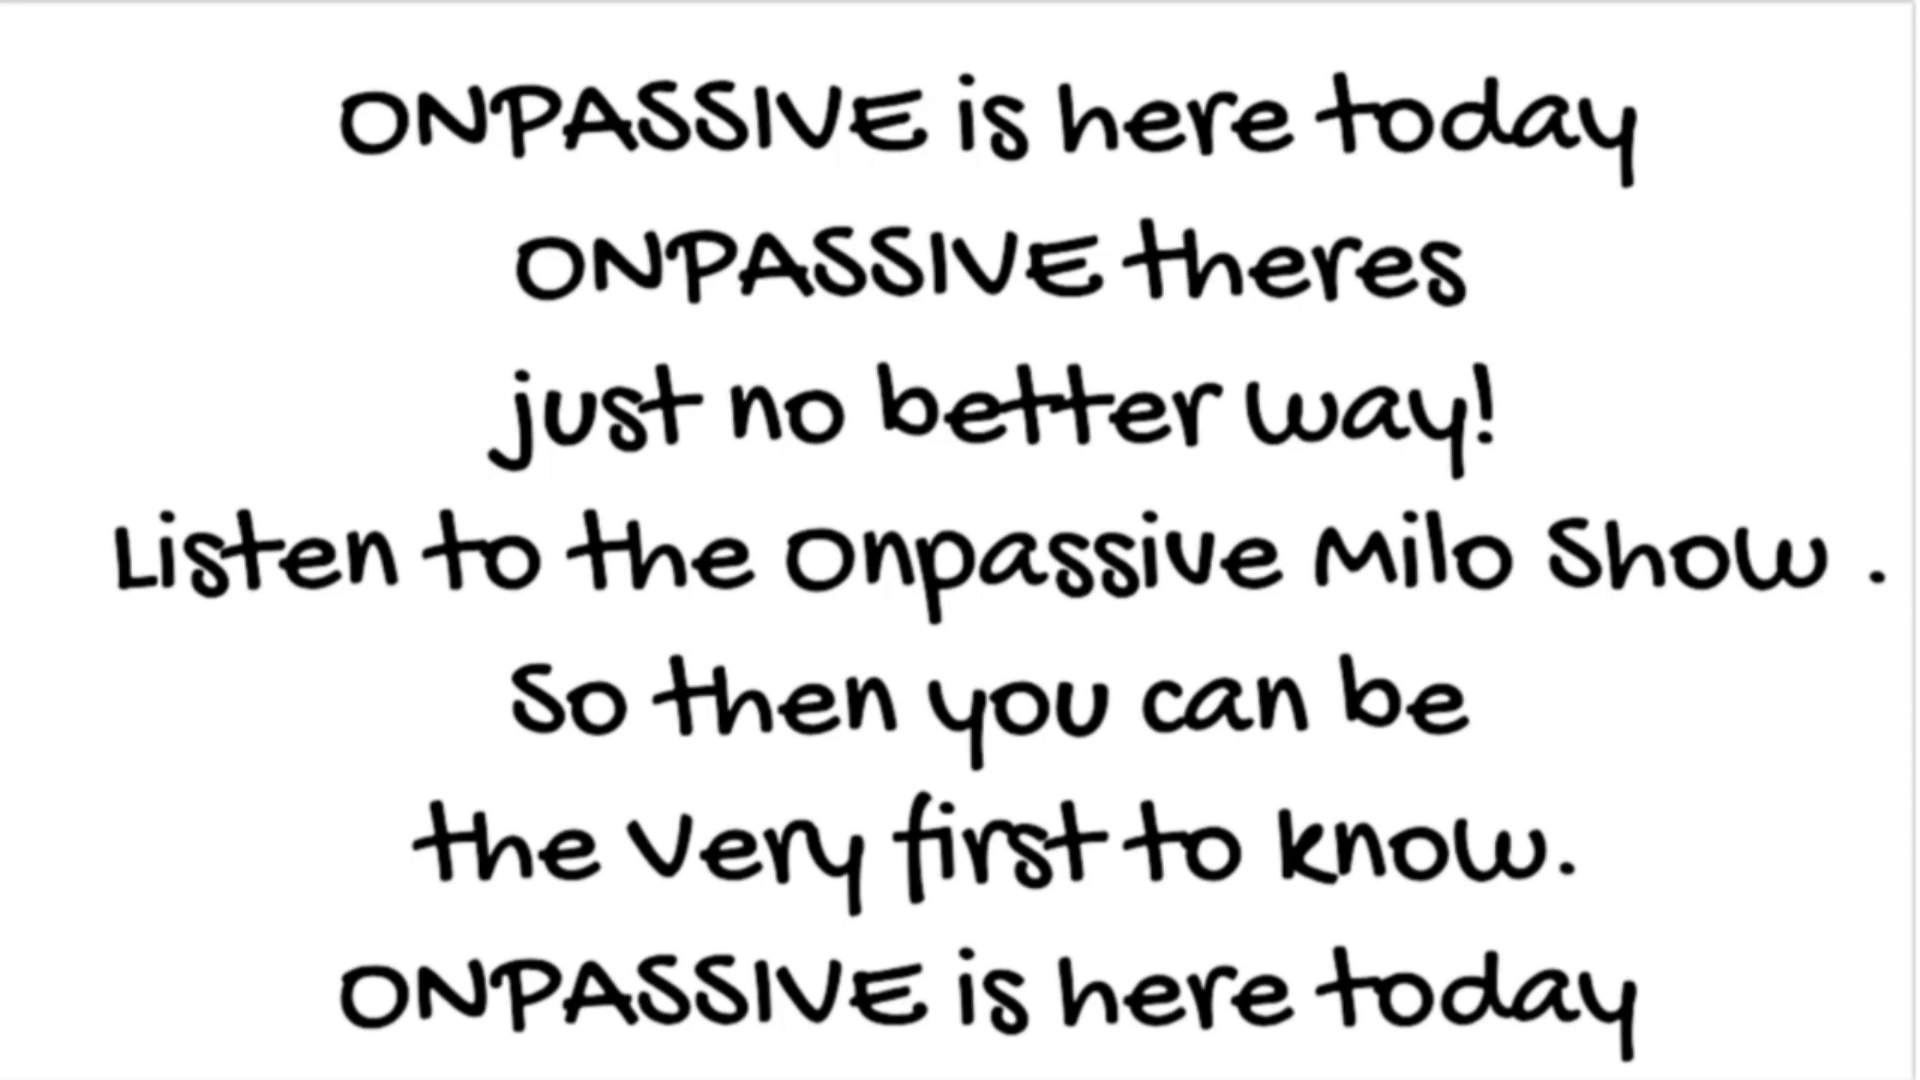 ONPASSIVE is here today
ONPASSIVE theres
just no better way!
Listen to the Onpassive Milo Show .
So then you can be
the very first to know.
ONPASSIVE is here today